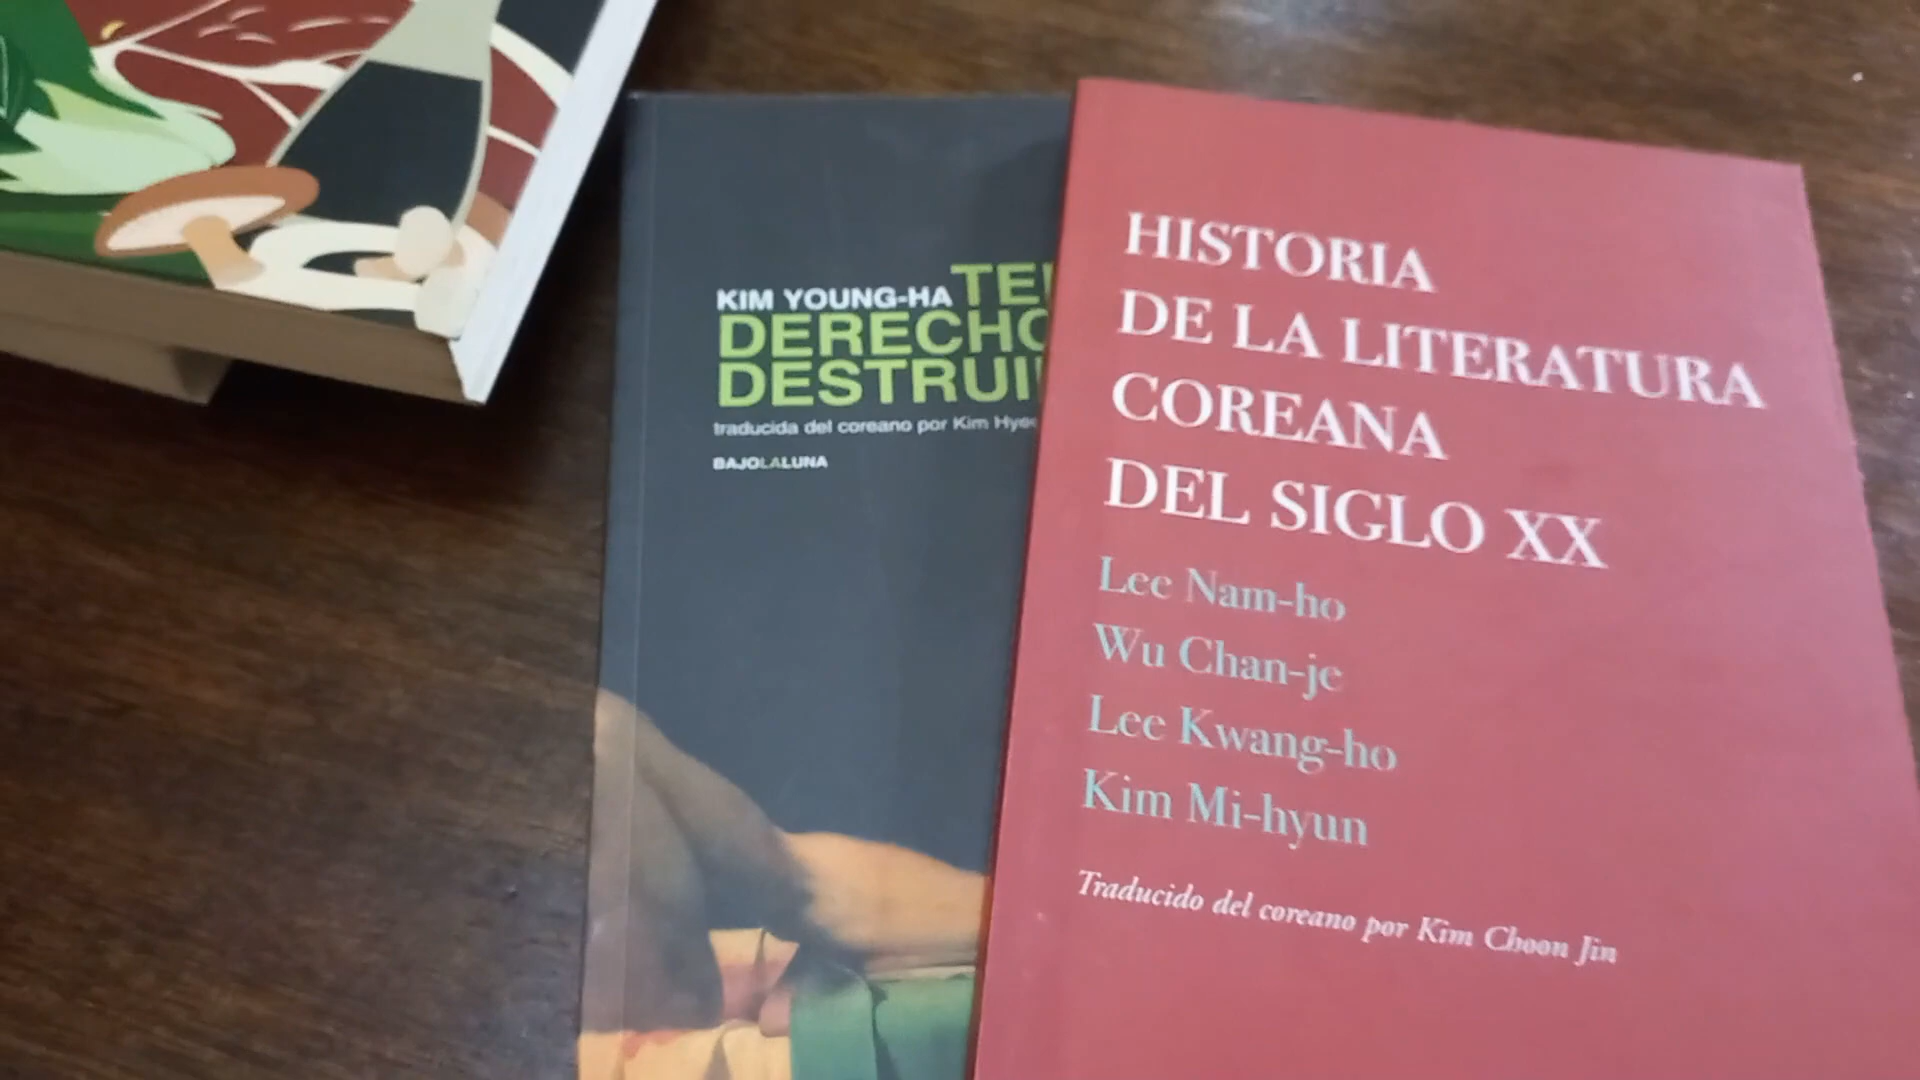 KIM YOUNG-HA
DERECHO
DESTRUI
traducida del coreano por Kim
BAJOLALUNA
HISTORIA
DE LA LITERATURA
COREANA
DEL SIGLO XX
Lee Nam-ho
Wu Chan-je
Lee Kwang-ho
Kim Mi-hyun
Traducido del coreano por Kim Choon Jin